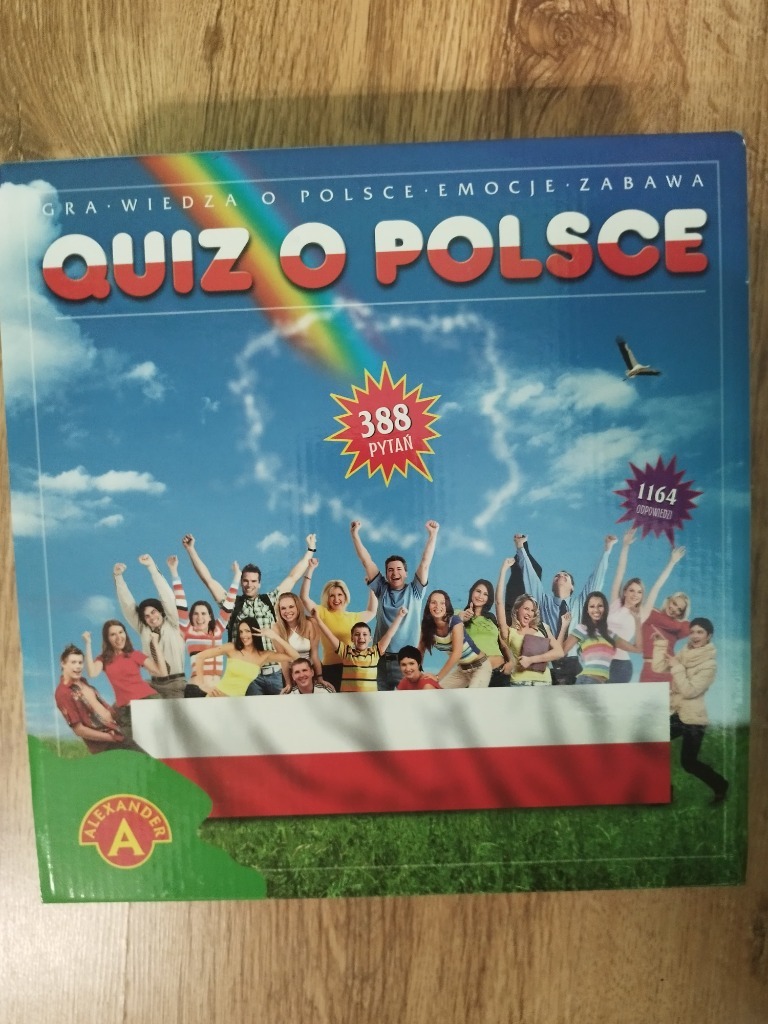 GRA · WIEDZA O POLSCE · EMOCJE · ZABAWA
QUIZ O POLSCE
388
PYTAŃ
1164
ODPOWIEDZI
ALEXANDER
A